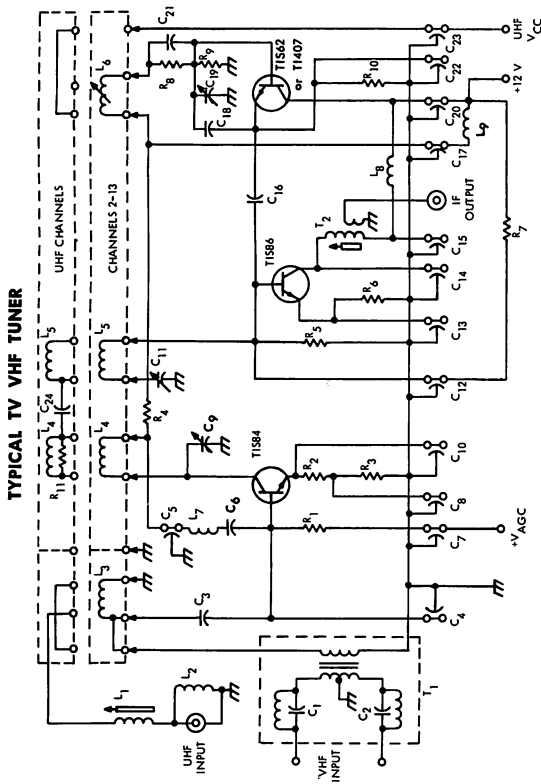 TYPICAL TV VHF TUNER
UHF CHANNELS
CHANNELS 2-13
R11
L4
C24
L5
L3
L4
L5
L6
C21
R8
R9
C19
C18
TIS62
or
TI407
R10
C11
R4
C9
C16
TIS84
TIS86
C5
L7
C6
C3
R1
R2
R3
R5
R6
T2
L8
L9
R7
L1
L2
UHF
INPUT
VHF
INPUT
C1
C2
T1
C4
C7
C8
C10
C12
C13
C14
C15
C17
C20
C22
C23
IF
OUTPUT
+VAGC
+12 V
UHF
VCC